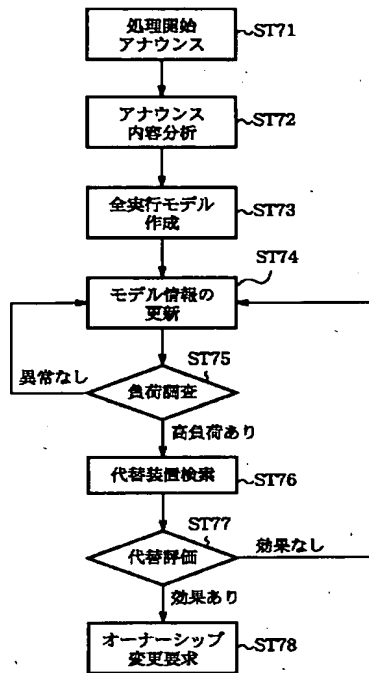 処理開始
アナウンス
ST71
アナウンス
内容分析
ST72
全実行モデル
作成
ST73
ST74
モデル情報の
更新
ST75
異常なし
負荷調査
高負荷あり
代替装置検索
ST76
ST77
代替評価
効果なし
効果あり
オーナーシップ
変更要求
ST78